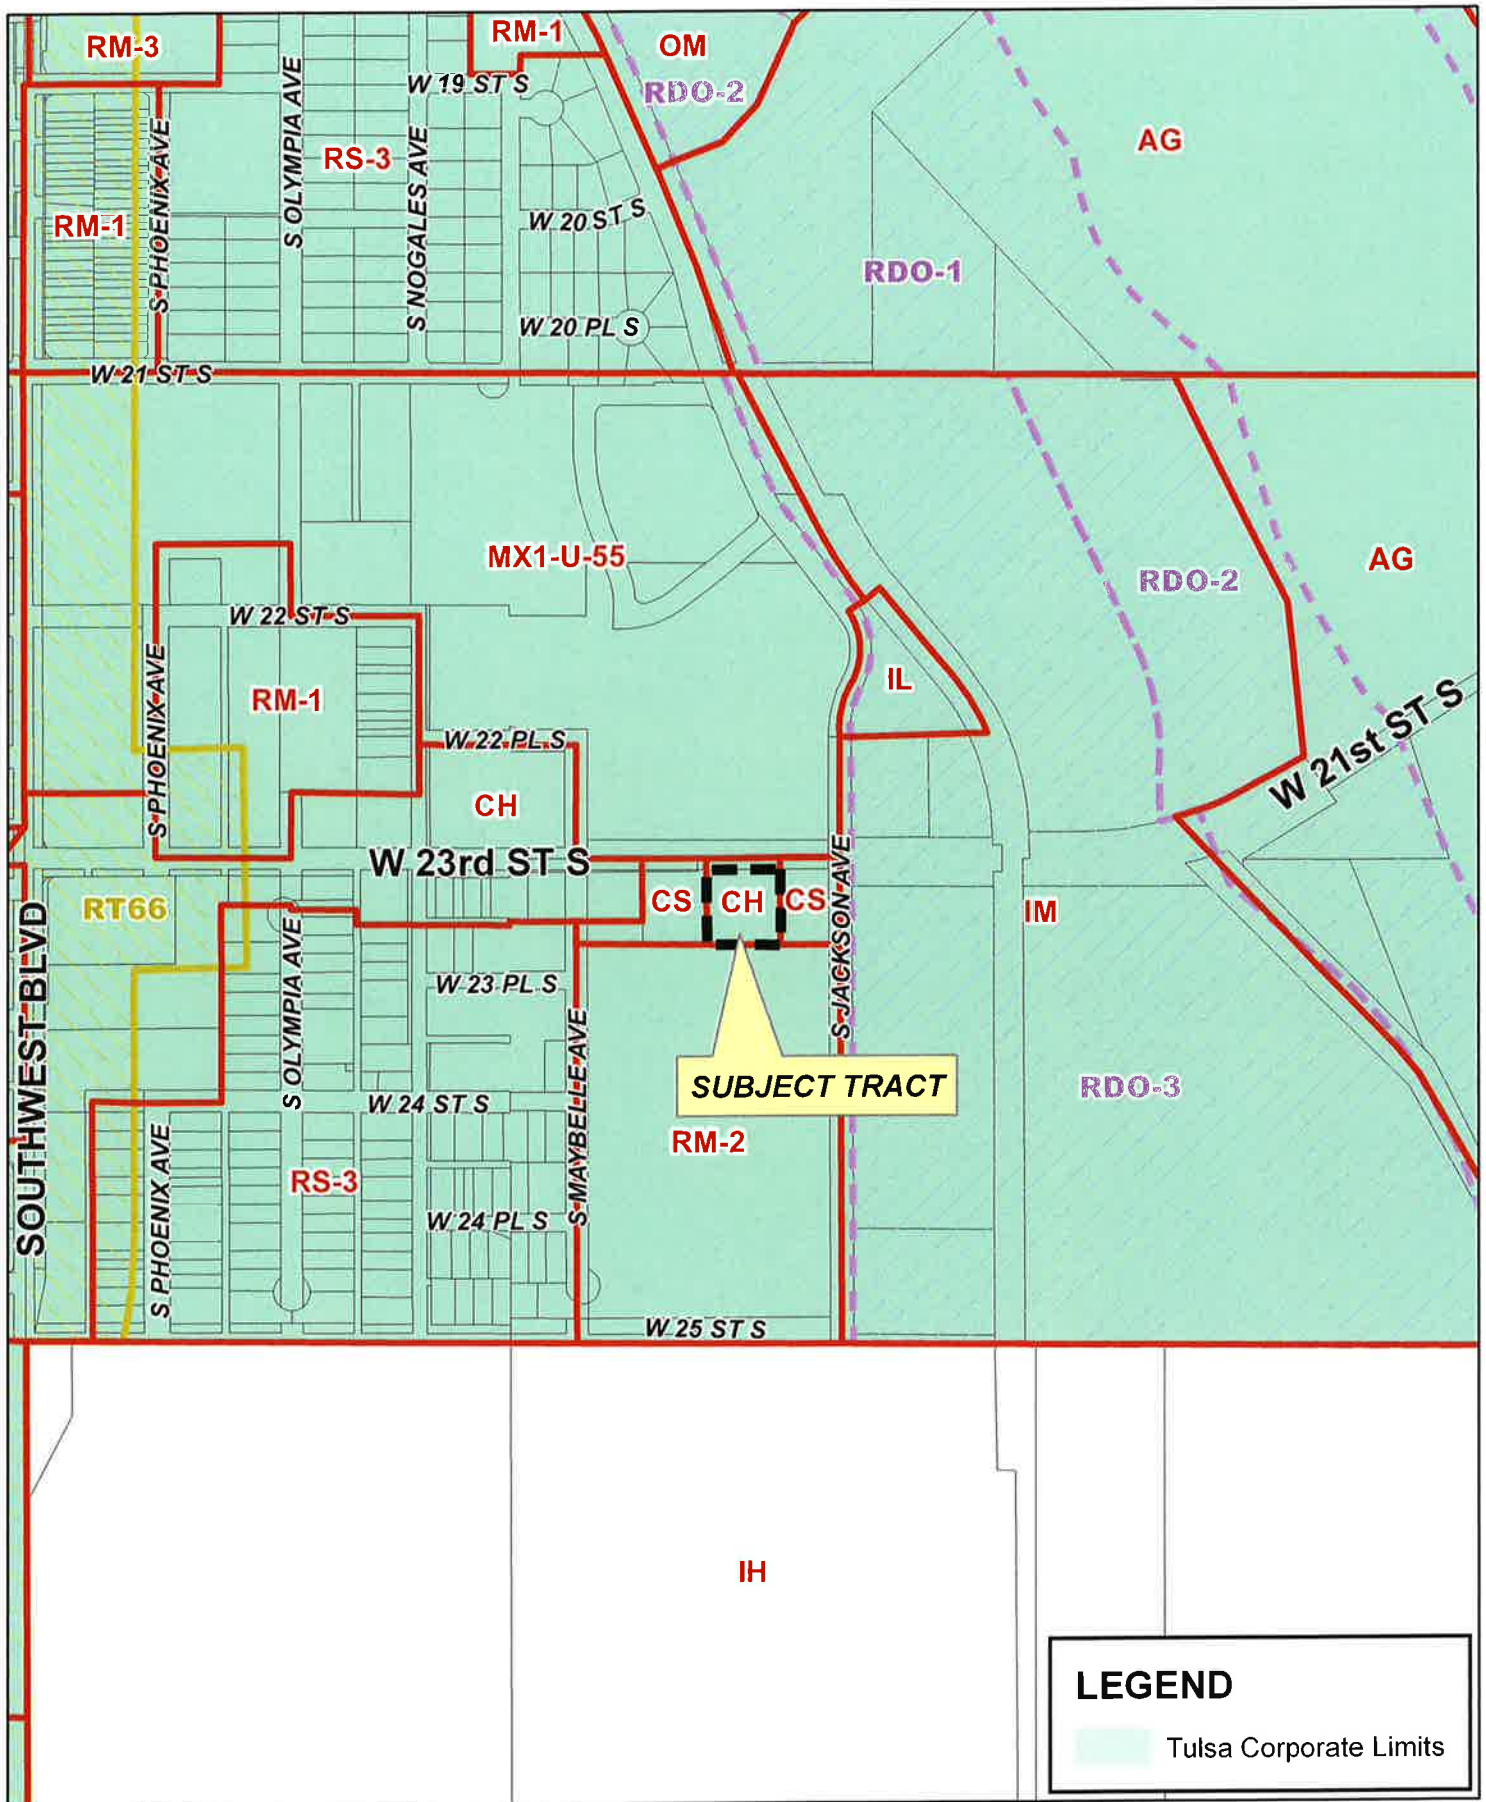 RM-3
RM-1
OM
W 19 ST S
RDO-2
AG
S OLYMPIA AVE
S PHOENIX AVE
RS-3
S NOGALES AVE
RM-1
W 20 ST S
RDO-1
W 20 PL S
W 21 ST S
MX1-U-55
AG
RDO-2
W 22 ST S
S PHOENIX AVE
RM-1
IL
W 22 PL S
W 21st ST S
CH
W 23rd ST S
S JACKSON AVE
CS
CH
CS
RT66
IM
SOUTHWEST BLVD
S OLYMPIA AVE
W 23 PL S
S MAYBELLE AVE
SUBJECT TRACT
RDO-3
W 24 ST S
RM-2
S PHOENIX AVE
RS-3
W 24 PL S
W 25 ST S
IH
LEGEND
Tulsa Corporate Limits